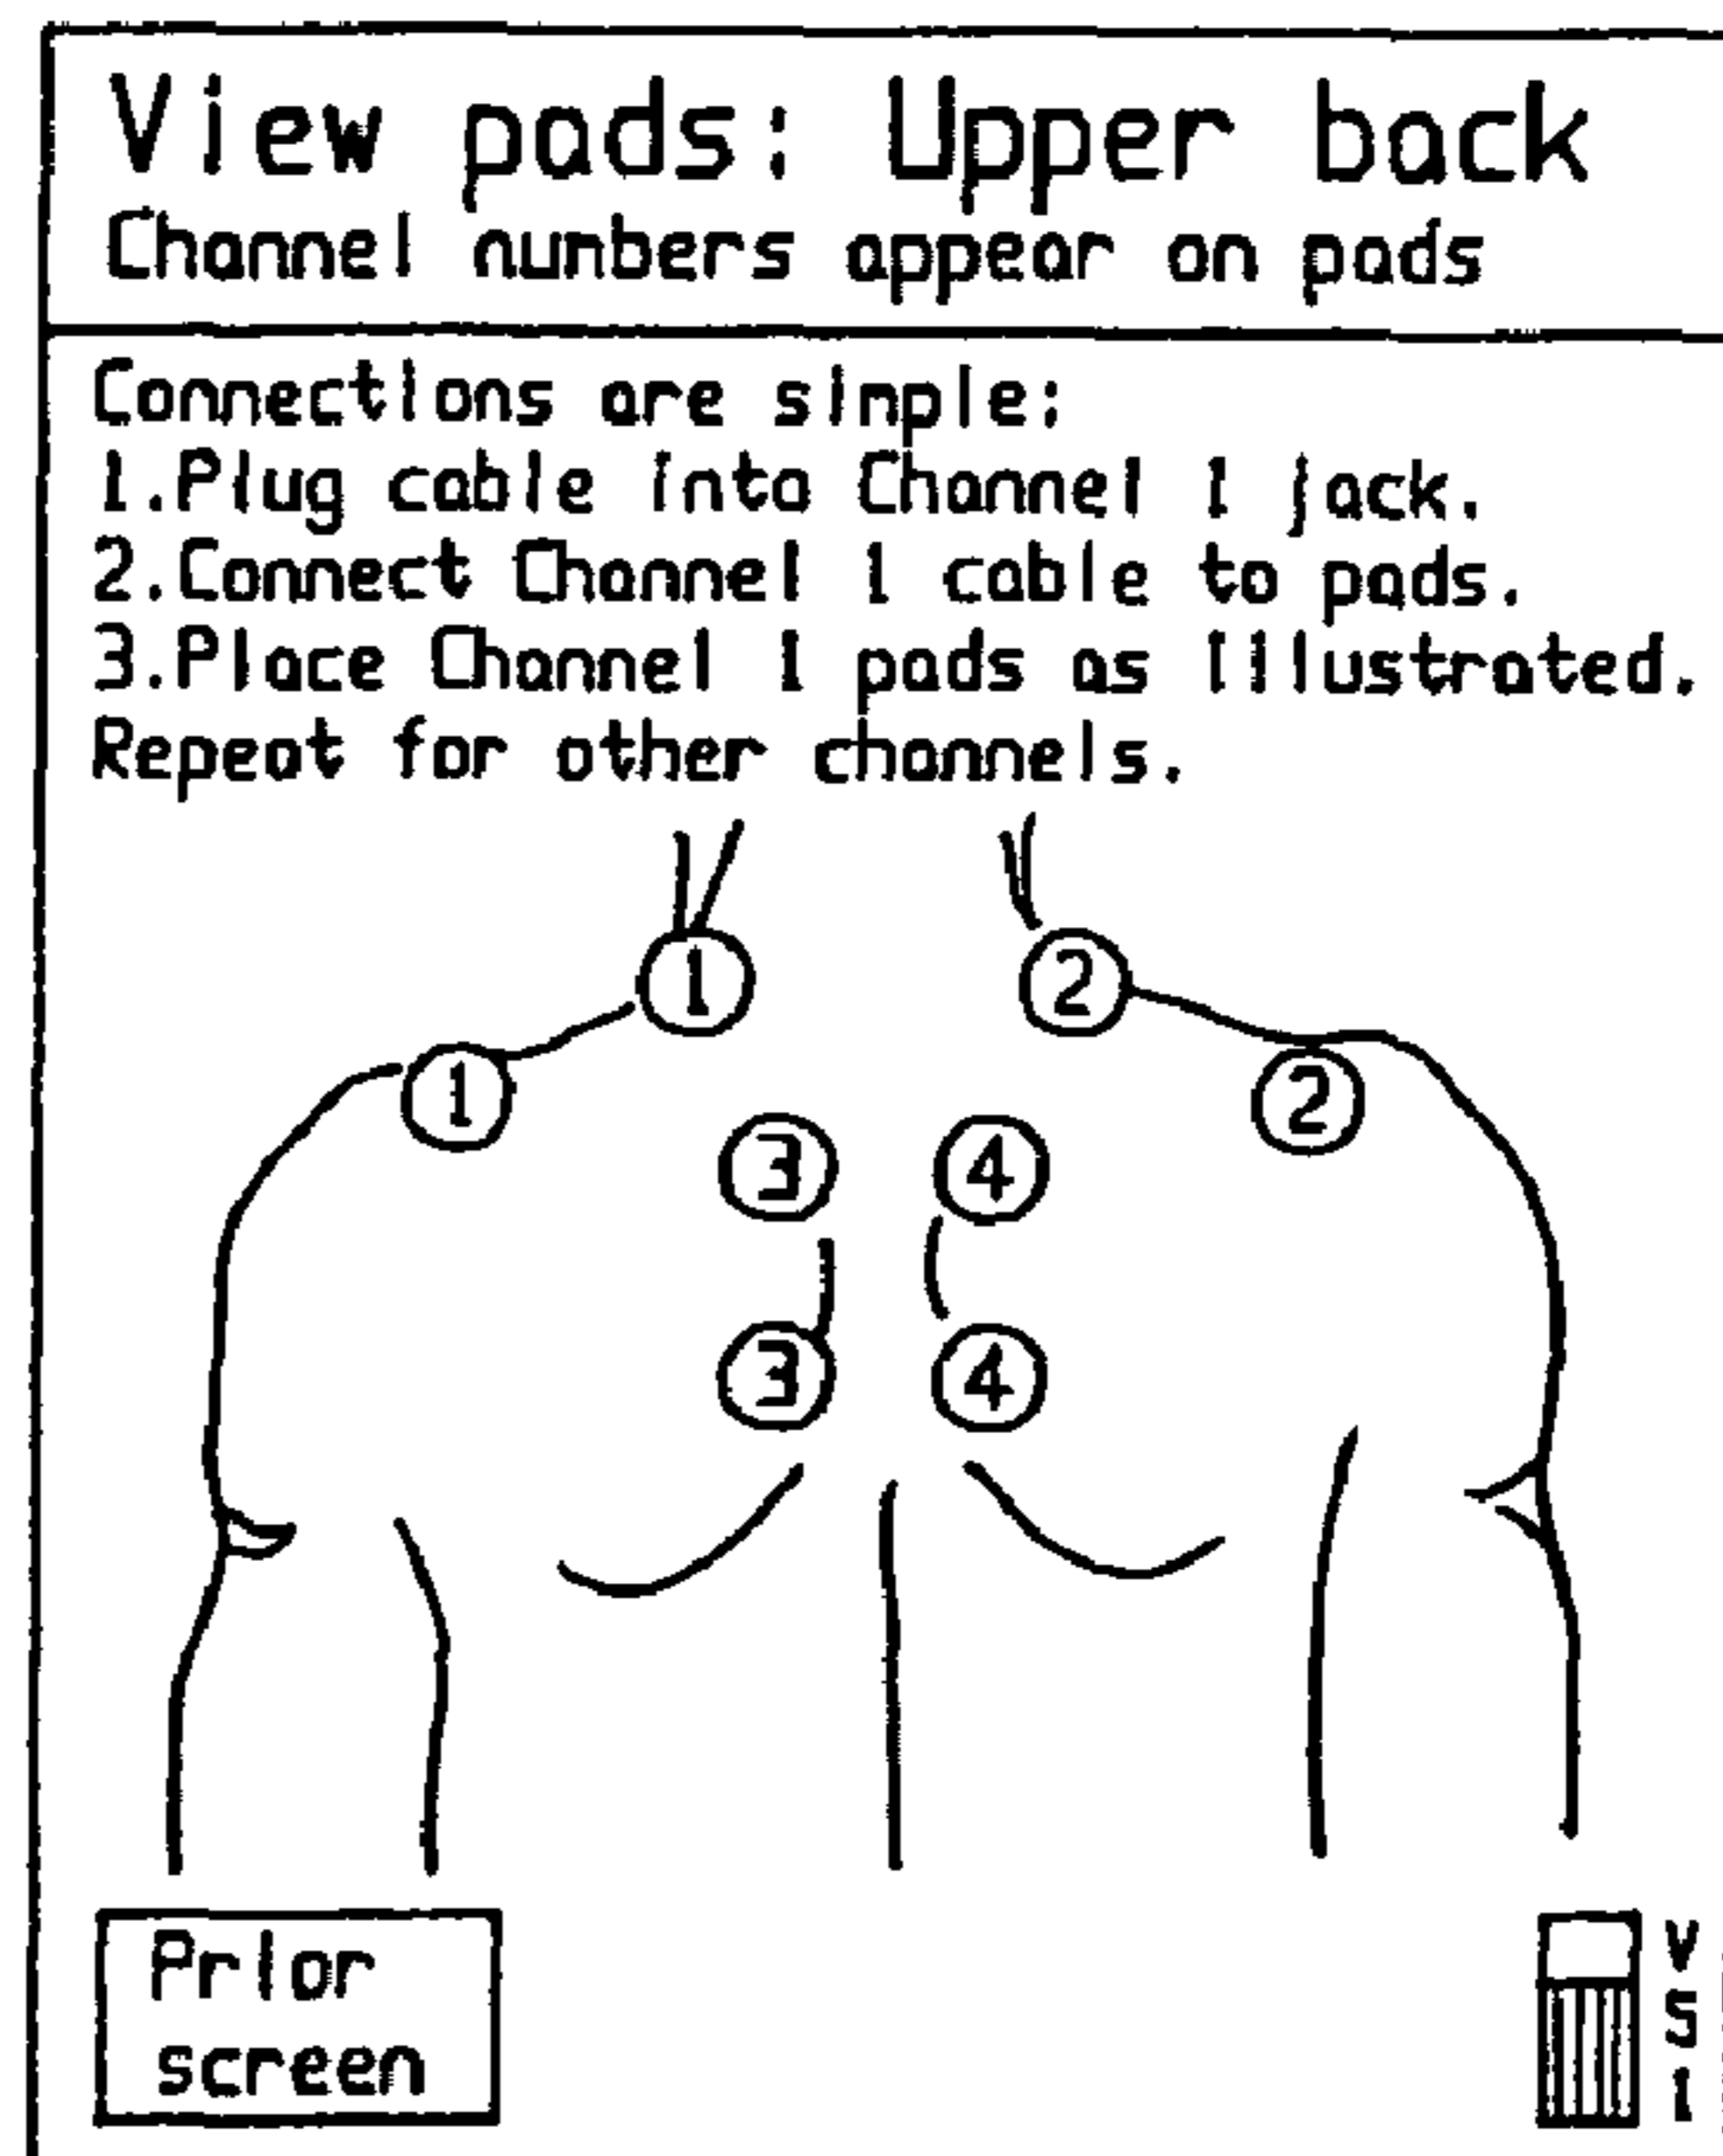 View pads: Upper back
Channel numbers appear on pads
Connections are simple:
1.Plug cable into Channel 1 jack.
2.Connect Channel 1 cable to pads.
3.Place Channel 1 pads as illustrated.
Repeat for other channels.
1 2
1 2
3 4
3 4
Prior
screen
V
S
1